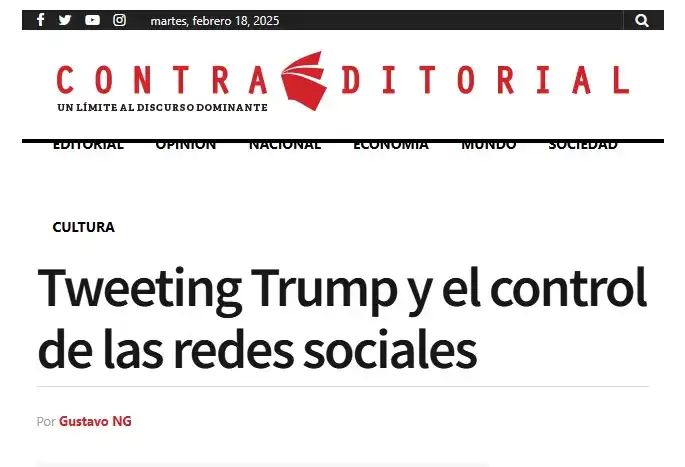 martes, febrero 18, 2025
CONTRA DITORIAL
UN LÍMITE AL DISCURSO DOMINANTE
EDITORIAL OPINIÓN NACIONAL ECONOMÍA MUNDO SOCIEDAD
CULTURA
Tweeting Trump y el control
de las redes sociales
Por Gustavo NG